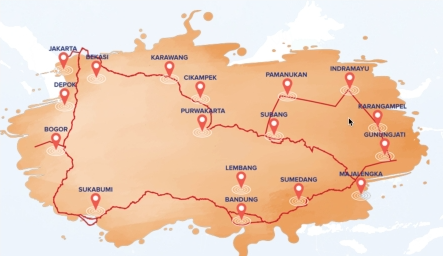 JAKARTA
BEKASI
KARAWANG
CIKAMPEK
PAMANUKAN
INDRAMAYU
DEPOK
KARANGAMPEL
PURWAKARTA
SUBANG
BOGOR
GUNUNGJATI
LEMBANG
MAJALENGKA
SUMEDANG
SUKABUMI
BANDUNG